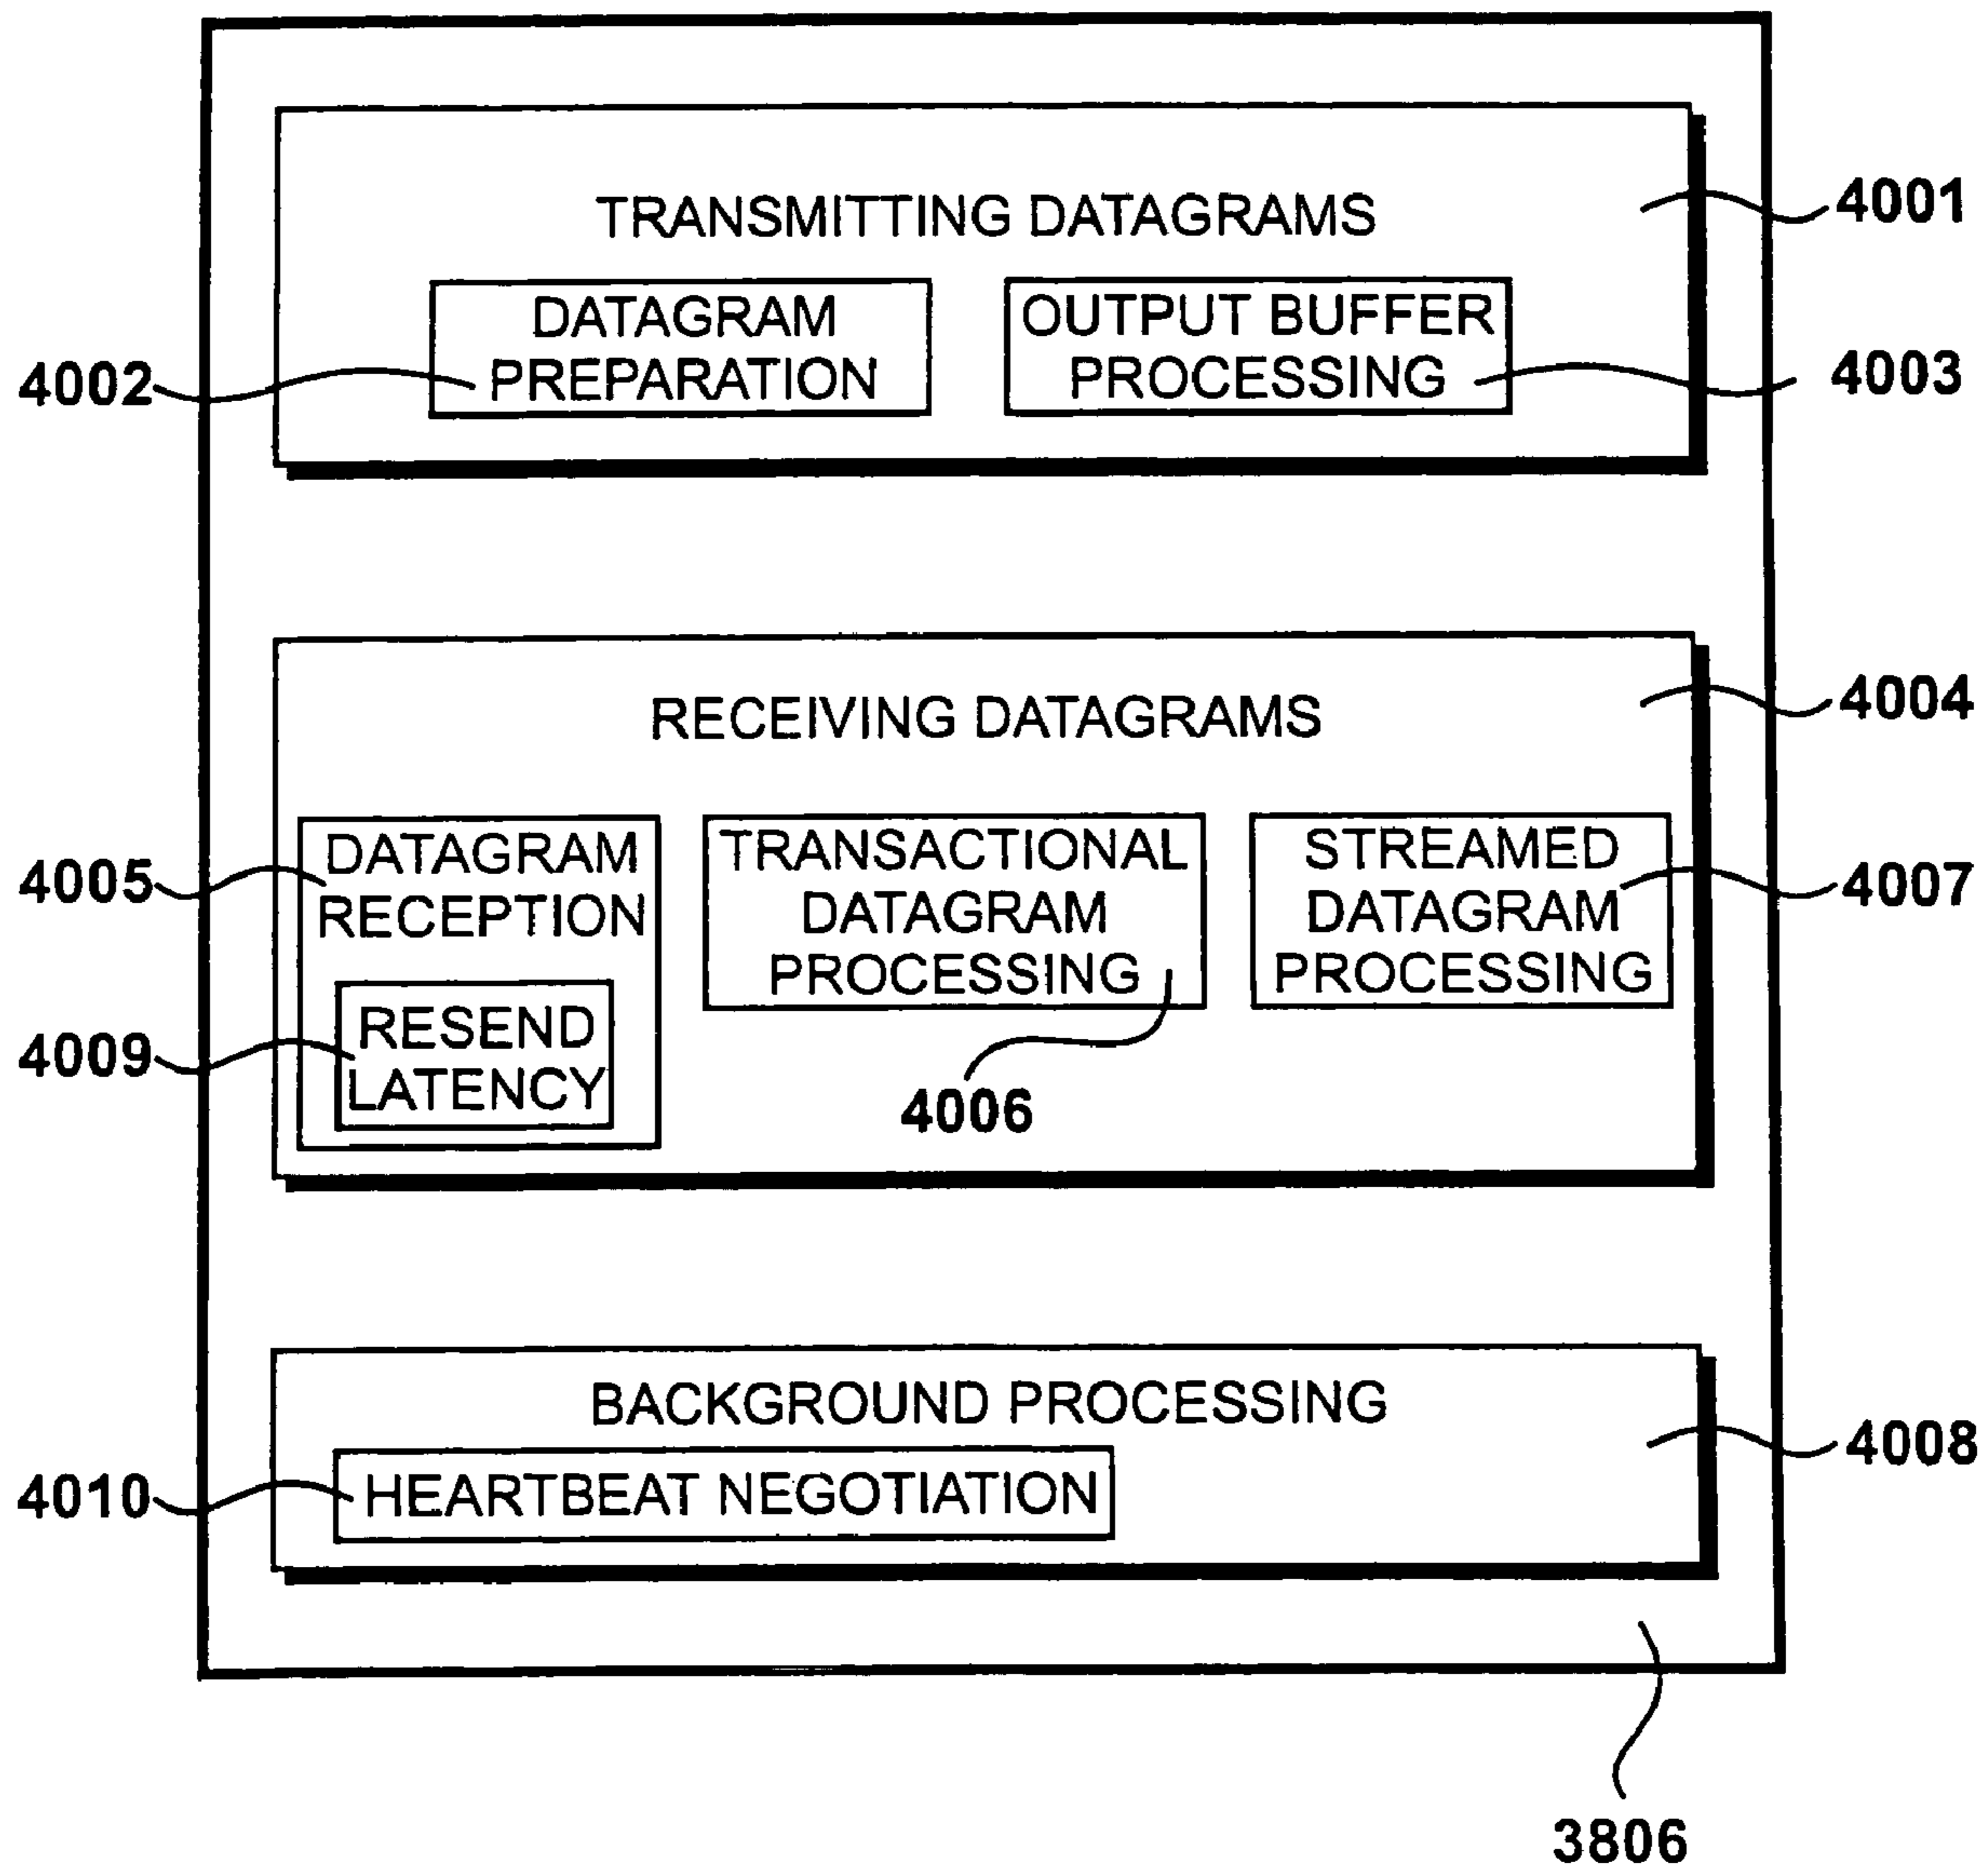 TRANSMITTING DATAGRAMS
4001
DATAGRAM
PREPARATION
4002
OUTPUT BUFFER
PROCESSING
4003
RECEIVING DATAGRAMS
4004
DATAGRAM
RECEPTION
4005
RESEND
LATENCY
4009
TRANSACTIONAL
DATAGRAM
PROCESSING
4006
STREAMED
DATAGRAM
PROCESSING
4007
BACKGROUND PROCESSING
4008
HEARTBEAT NEGOTIATION
4010
3806